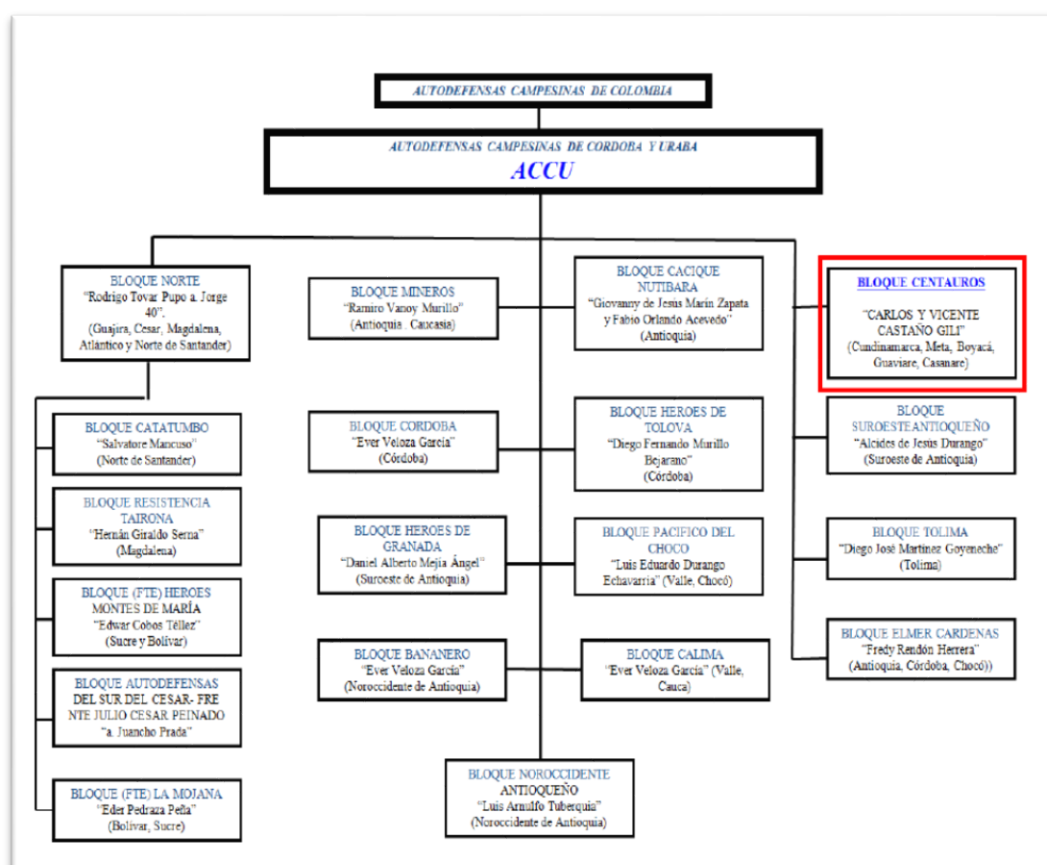 AUTODEFENSAS CAMPESINAS DE COLOMBIA
AUTODEFENSAS CAMPESINAS DE CORDOBA Y URABA
ACCU
BLOQUE NORTE
“Rodrigo Tovar Pupo a. Jorge
40”.
(Guajira, Cesar, Magdalena,
Atlántico y Norte de Santander)
BLOQUE MINEROS
“Ramiro Vanoy Murillo”
(Antioquia . Caucasia)
BLOQUE CACIQUE
NUTIBARA
“Giovanny de Jesús Marín Zapata
y Fabio Orlando Acevedo”
(Antioquia)
BLOQUE CENTAUROS
“CARLOS Y VICENTE
CASTAÑO GILI”
(Cundinamarca, Meta, Boyacá,
Guaviare, Casanare)
BLOQUE CATATUMBO
“Salvatore Mancuso”
(Norte de Santander)
BLOQUE CORDOBA
“Ever Veloza García”
(Córdoba)
BLOQUE HEROES DE
TOLOVA
“Diego Fernando Murillo
Bejarano”
(Córdoba)
BLOQUE
SUROESTEANTIOQUEÑO
“Alcides de Jesús Durango”
(Suroeste de Antioquia)
BLOQUE RESISTENCIA
TAIRONA
“Hernán Giraldo Serna”
(Magdalena)
BLOQUE HEROES DE
GRANADA
“Daniel Alberto Mejía Ángel”
(Suroeste de Antioquia)
BLOQUE PACIFICO DEL
CHOCO
“Luis Eduardo Durango
Echavarria” (Valle, Chocó)
BLOQUE TOLIMA
“Diego José Martínez Goyeneche”
(Tolima)
BLOQUE (FTE) HEROES
MONTES DE MARÍA
“Edwar Cobos Téllez”
(Sucre y Bolívar)
BLOQUE BANANERO
“Ever Veloza García”
(Noroccidente de Antioquia)
BLOQUE CALIMA
“Ever Veloza García” (Valle,
Cauca)
BLOQUE ELMER CARDENAS
“Fredy Rendón Herrera”
(Antioquia, Córdoba, Chocó))
BLOQUE AUTODEFENSAS
DEL SUR DEL CESAR- FRE
NTE JULIO CESAR PEINADO
“a. Juancho Prada”
BLOQUE (FTE) LA MOJANA
“Eder Pedraza Peña”
(Bolívar, Sucre)
BLOQUE NOROCCIDENTE
ANTIOQUEÑO
“Luis Arnulfo Tuberquia”
(Noroccidente de Antioquia)